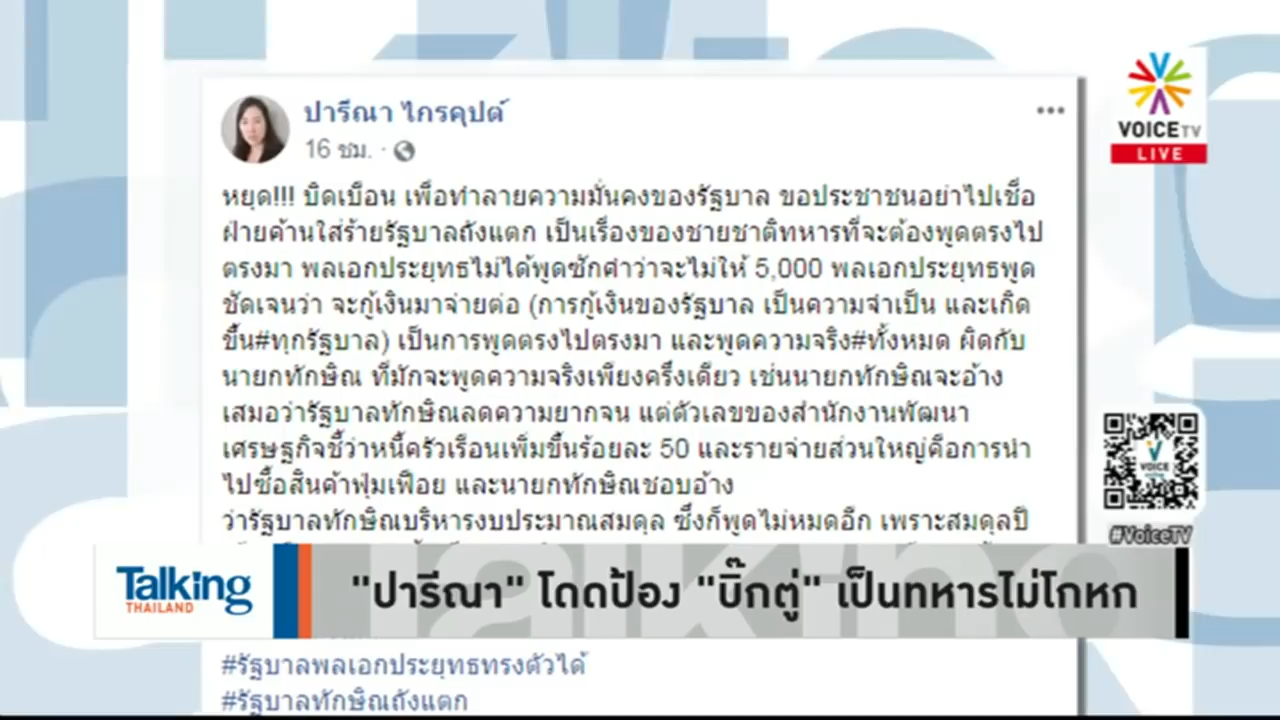 VOICE TV
LIVE
ปารีณา ไกรคุปต์
16 ชม. ·
หยุด!!! บิดเบือน เพื่อทำลายความมั่นคงของรัฐบาล ขอประชาชนอย่าไปเชื่อ
ฝ่ายค้านใส่ร้ายรัฐบาลถังแตก เป็นเรื่องของชายชาติทหารที่จะต้องพูดตรงไป
ตรงมา พลเอกประยุทธไม่ได้พูดซักคำว่าจะไม่ให้ 5,000 พลเอกประยุทธพูด
ชัดเจนว่า จะกู้เงินมาจ่ายต่อ (การกู้เงินของรัฐบาล เป็นความจำเป็น และเกิด
ขึ้น#ทุกรัฐบาล) เป็นการพูดตรงไปตรงมา และพูดความจริง#ทั้งหมด ผิดกับ
นายกทักษิณ ที่มักจะพูดความจริงเพียงครึ่งเดียว เช่นนายกทักษิณจะอ้าง
เสมอว่ารัฐบาลทักษิณลดความยากจน แต่ตัวเลขของสำนักงานพัฒนา
เศรษฐกิจชี้ว่าหนี้ครัวเรือนเพิ่มขึ้นร้อยละ 50 และรายจ่ายส่วนใหญ่คือการนำ
ไปซื้อสินค้าฟุ่มเฟือย และนายกทักษิณชอบอ้าง
ว่ารัฐบาลทักษิณบริหารงบประมาณสมดุล ซึ่งก็พูดไม่หมดอีก เพราะสมดุลปี
VOICE
#VoiceTV
Talking
THAILAND
"ปารีณา" โดดป้อง "บิ๊กตู่" เป็นทหารไม่โกหก
#รัฐบาลพลเอกประยุทธทรงตัวได้
#รัฐบาลทักษิณถังแตก